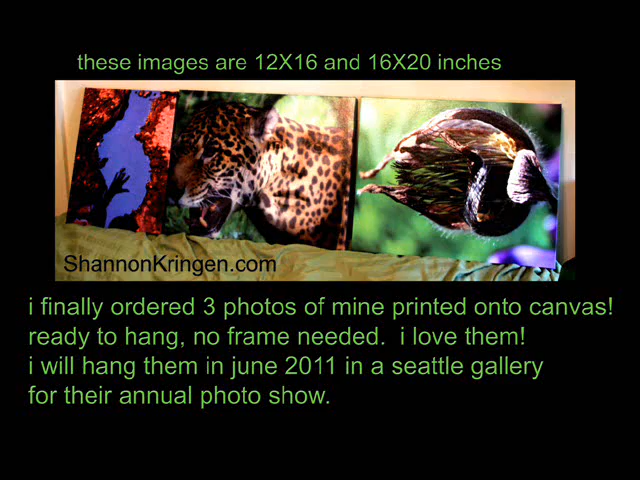 these images are 12X16 and 16X20 inches
ShannonKringen.com
i finally ordered 3 photos of mine printed onto canvas!
ready to hang, no frame needed.  i love them!
i will hang them in june 2011 in a seattle gallery
for their annual photo show.